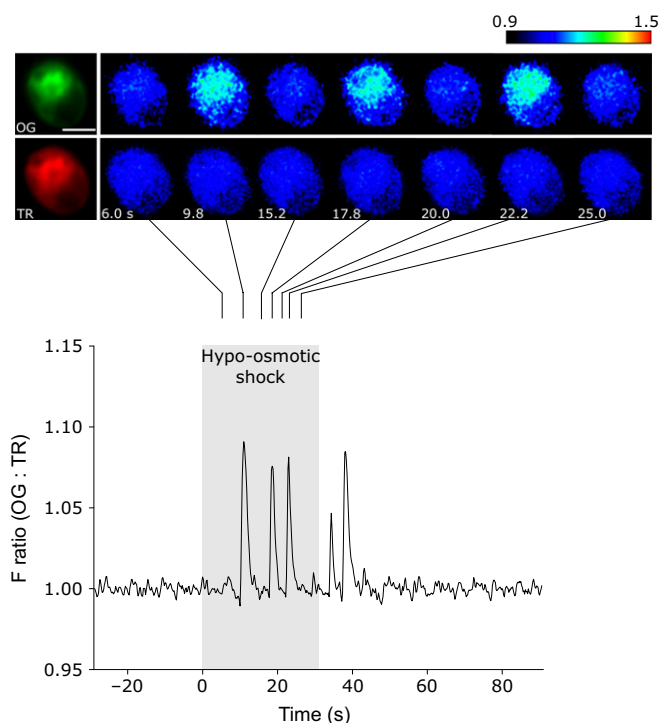 0.9 1.5
OG
TR 6.0 s 9.8 15.2 17.8 20.0 22.2 25.0
Hypo-osmotic
shock
1.15
1.10
1.05
1.00
0.95
F ratio (OG : TR)
−20 0 20 40 60 80
Time (s)